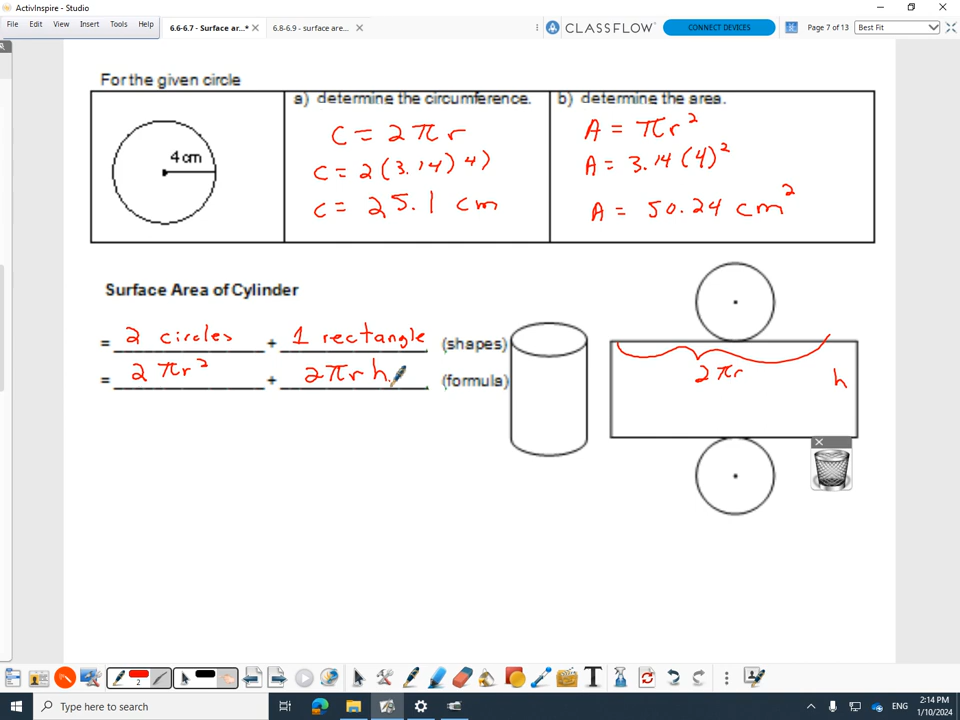 ActivInspire - Studio
File Edit View Insert Tools Help
6.6-6.7 - Surface ar...*
6.8-6.9 - surface are...
CLASSFLOW
CONNECT DEVICES
Page 7 of 13
Best Fit
For the given circle
4 cm
a) determine the circumference.
C = 2πr
C = 2(3.14)4)
C = 25.1 cm
b) determine the area.
A = πr²
A = 3.14(4)²
A = 50.24 cm²
Surface Area of Cylinder
= 2 circles + 1 rectangle (shapes)
= 2πr² + 2πrh (formula)
2πr
h
2
Type here to search
ENG
2:14 PM
1/10/2024